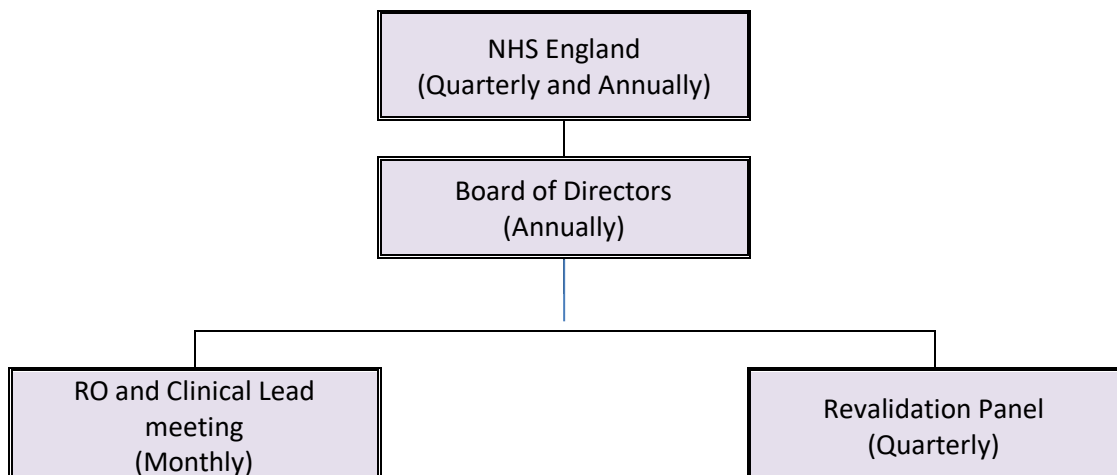 NHS England
(Quarterly and Annually)
Board of Directors
(Annually)
RO and Clinical Lead
meeting
(Monthly)
Revalidation Panel
(Quarterly)